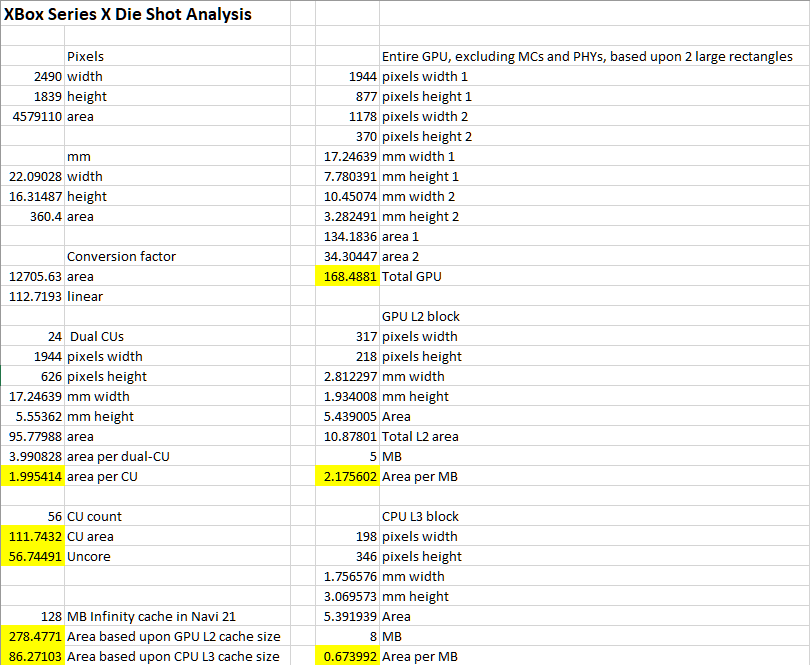 XBox Series X Die Shot Analysis
Pixels
2490 width
1839 height
4579110 area
mm
22.09028 width
16.31487 height
360.4 area
Conversion factor
12705.63 area
112.7193 linear
24 Dual CUs
1944 pixels width
626 pixels height
17.24639 mm width
5.55362 mm height
95.77988 area
3.990828 area per dual-CU
1.995414 area per CU
56 CU count
111.7432 CU area
56.74491 Uncore
128 MB Infinity cache in Navi 21
278.4771 Area based upon GPU L2 cache size
86.27103 Area based upon CPU L3 cache size
Entire GPU, excluding MCs and PHYs, based upon 2 large rectangles
1944 pixels width 1
877 pixels height 1
1178 pixels width 2
370 pixels height 2
17.24639 mm width 1
7.780391 mm height 1
10.45074 mm width 2
3.282491 mm height 2
134.1836 area 1
34.30447 area 2
168.4881 Total GPU
GPU L2 block
317 pixels width
218 pixels height
2.812297 mm width
1.934008 mm height
5.439005 Area
10.87801 Total L2 area
5 MB
2.175602 Area per MB
CPU L3 block
198 pixels width
346 pixels height
1.756576 mm width
3.069573 mm height
5.391939 Area
8 MB
0.673992 Area per MB